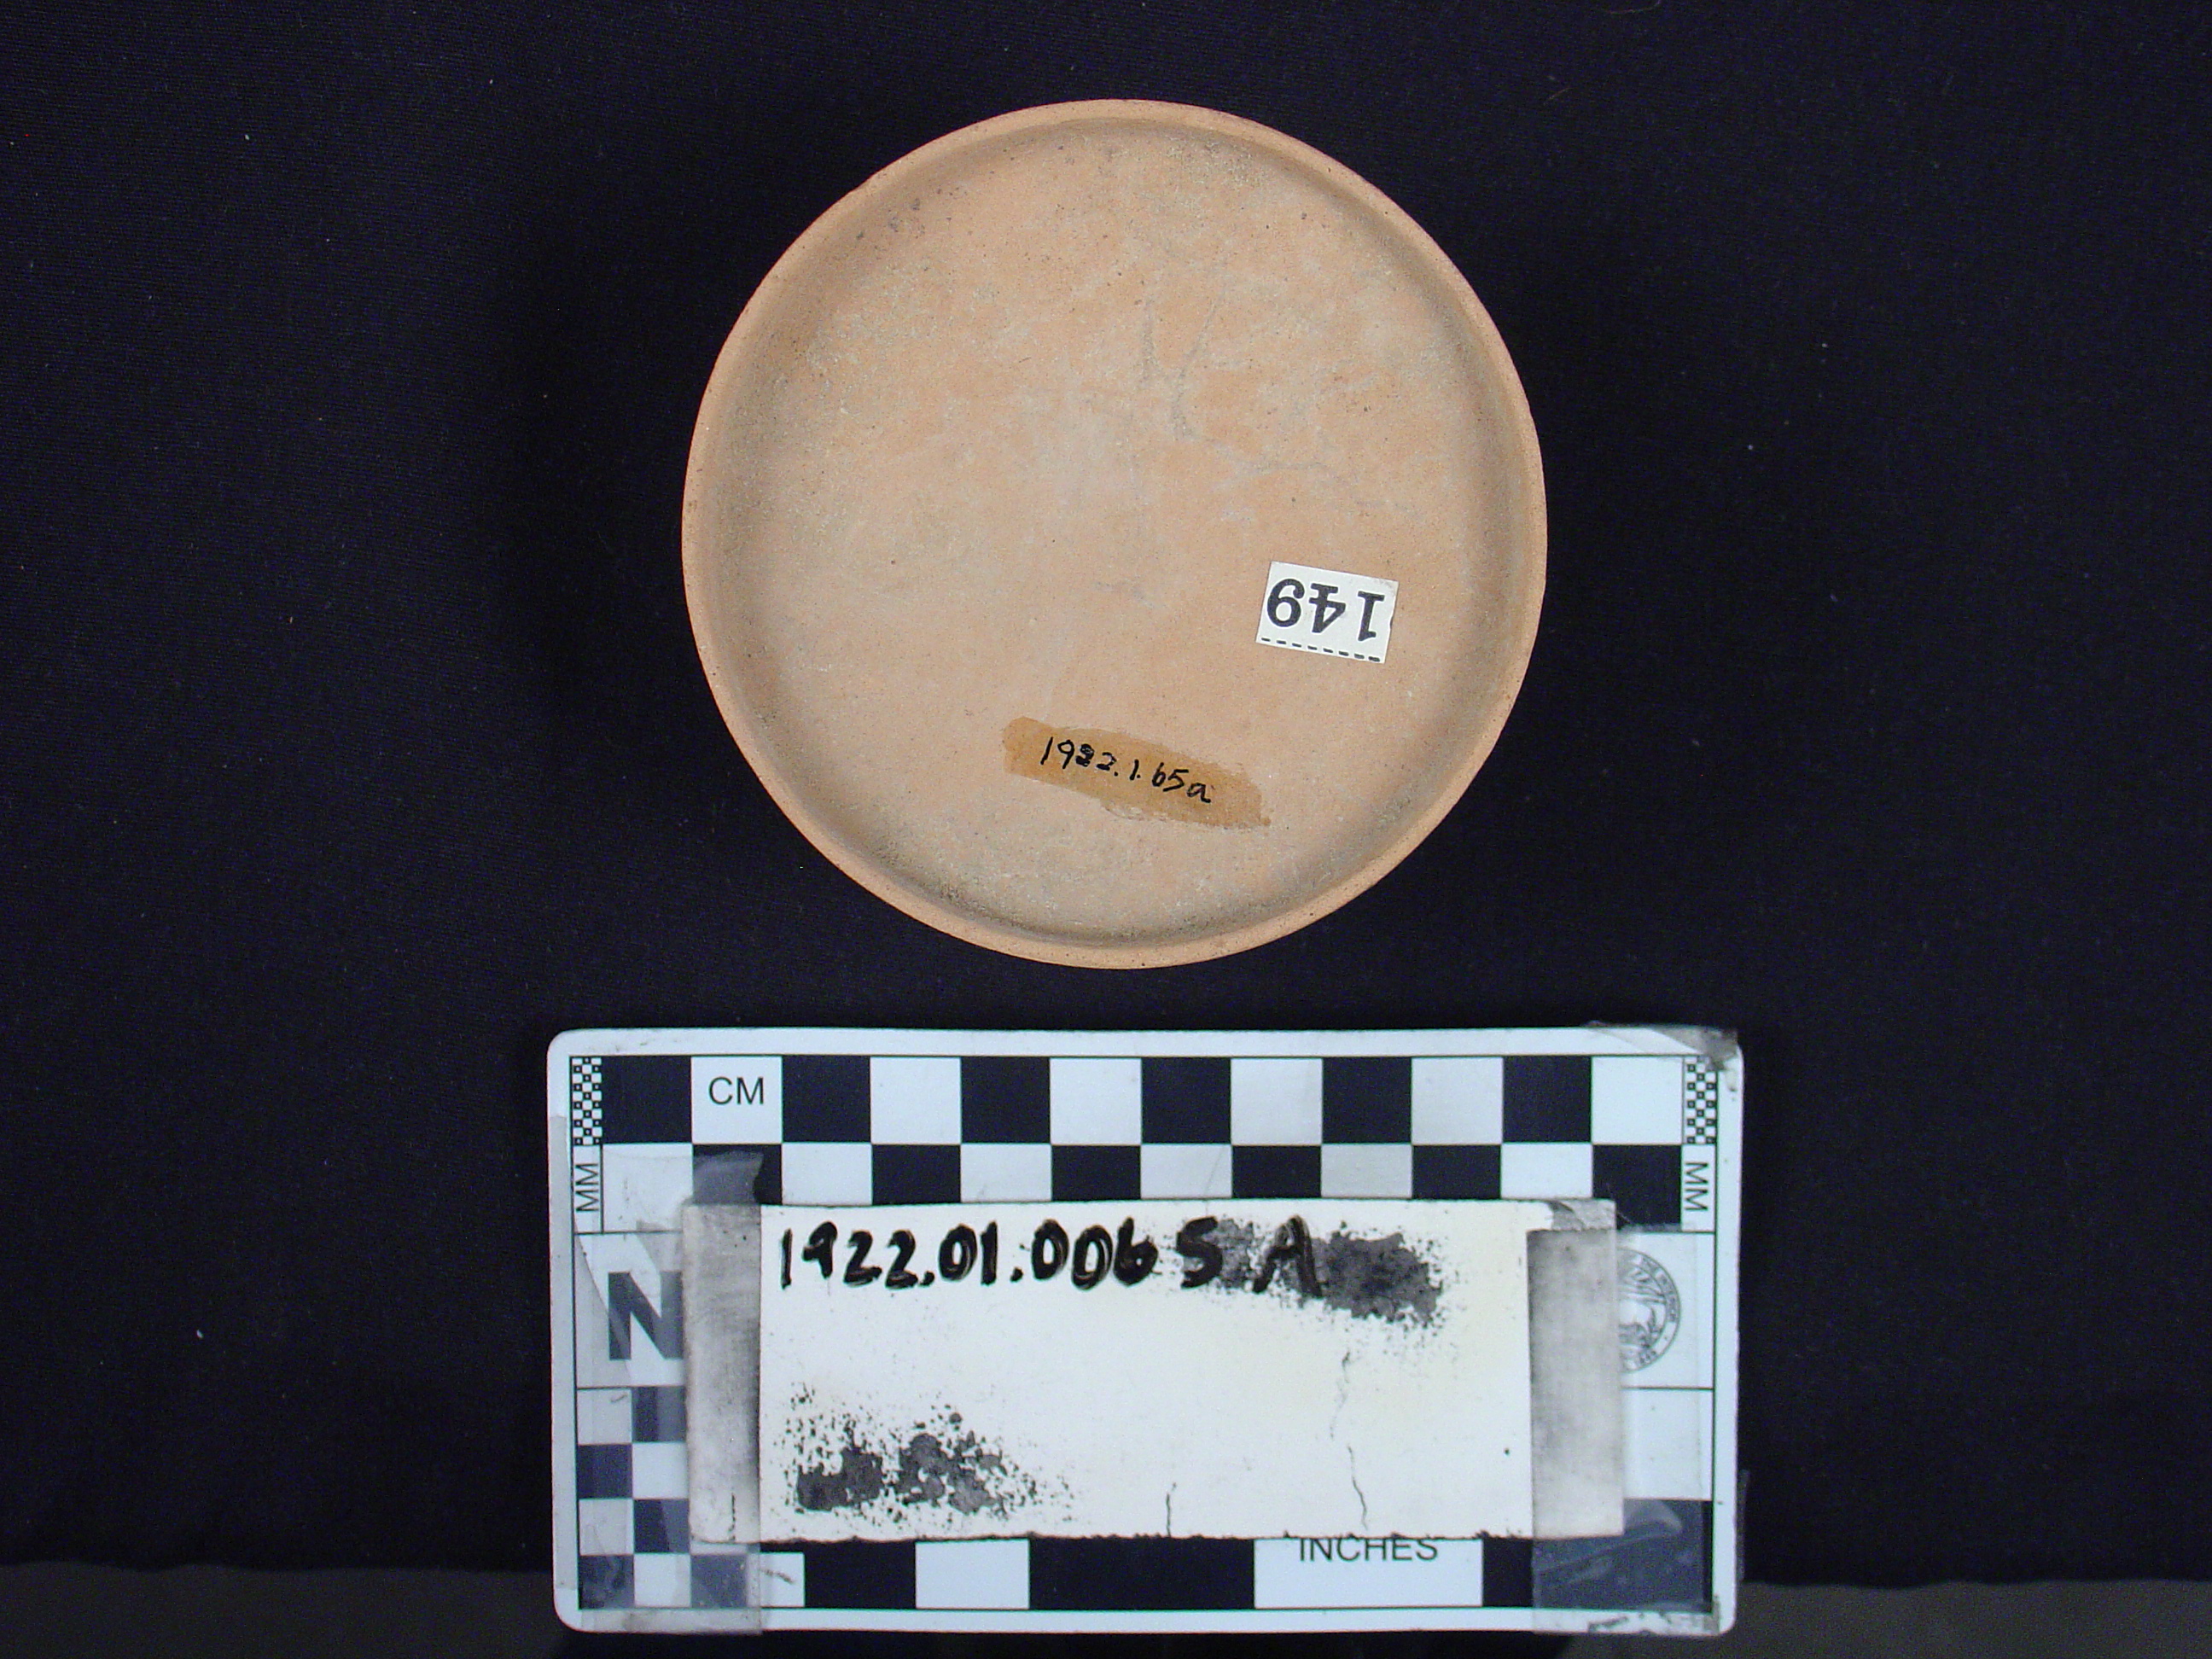 149
1922.1.65a
CM
MM
MM
1922.01.0065 A
N
INCHES